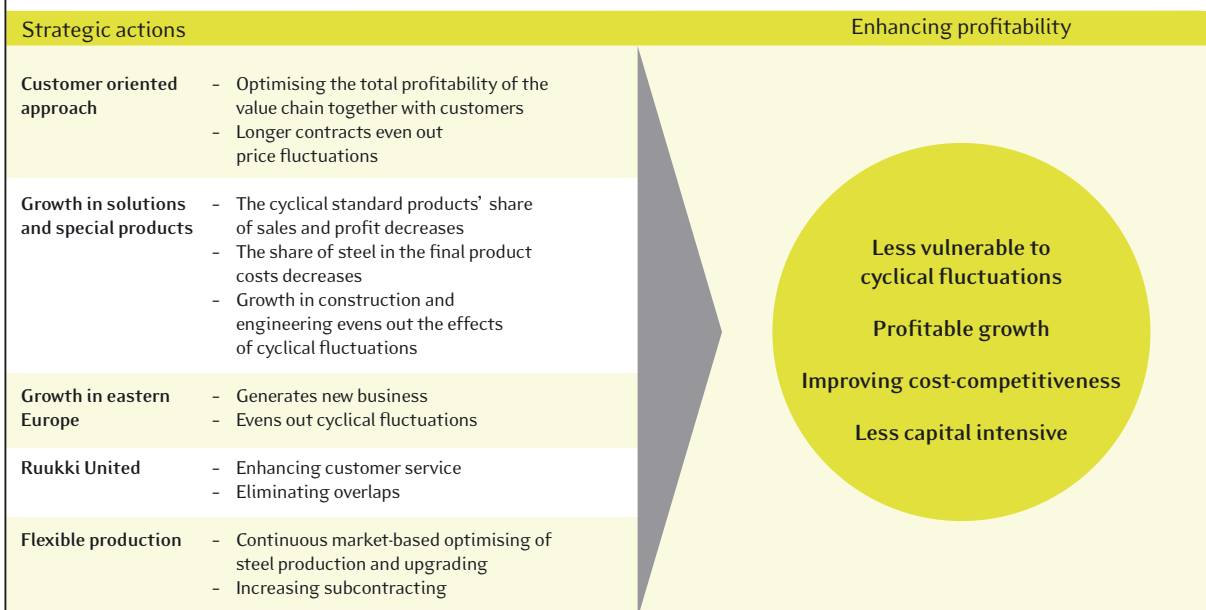 Strategic actions
Enhancing profitability
Customer oriented
approach
– Optimising the total profitability of the
value chain together with customers
– Longer contracts even out
price fluctuations
Growth in solutions
and special products
– The cyclical standard products’ share
of sales and profit decreases
– The share of steel in the final product
costs decreases
– Growth in construction and
engineering evens out the effects
of cyclical fluctuations
Growth in eastern
Europe
– Generates new business
– Evens out cyclical fluctuations
Ruukki United
– Enhancing customer service
– Eliminating overlaps
Flexible production
– Continuous market-based optimising of
steel production and upgrading
– Increasing subcontracting
Less vulnerable to
cyclical fluctuations
Profitable growth
Improving cost-competitiveness
Less capital intensive